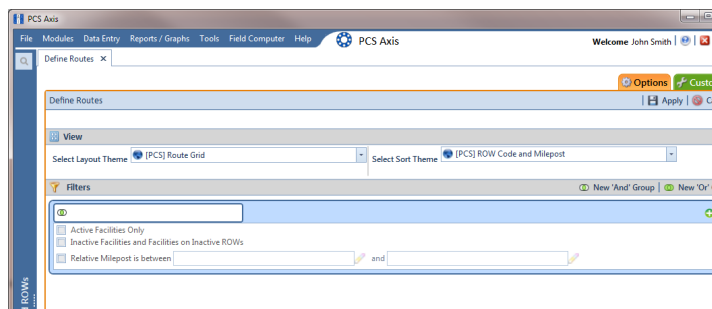 PCS Axis
File Modules Data Entry Reports / Graphs Tools Field Computer Help PCS Axis Welcome John Smith
Define Routes
Options Custo
Define Routes Apply C
View
Select Layout Theme [PCS] Route Grid Select Sort Theme [PCS] ROW Code and Milepost
Filters New 'And' Group New 'Or'
Active Facilities Only
Inactive Facilities and Facilities on Inactive ROWs
Relative Milepost is between and
ROWs